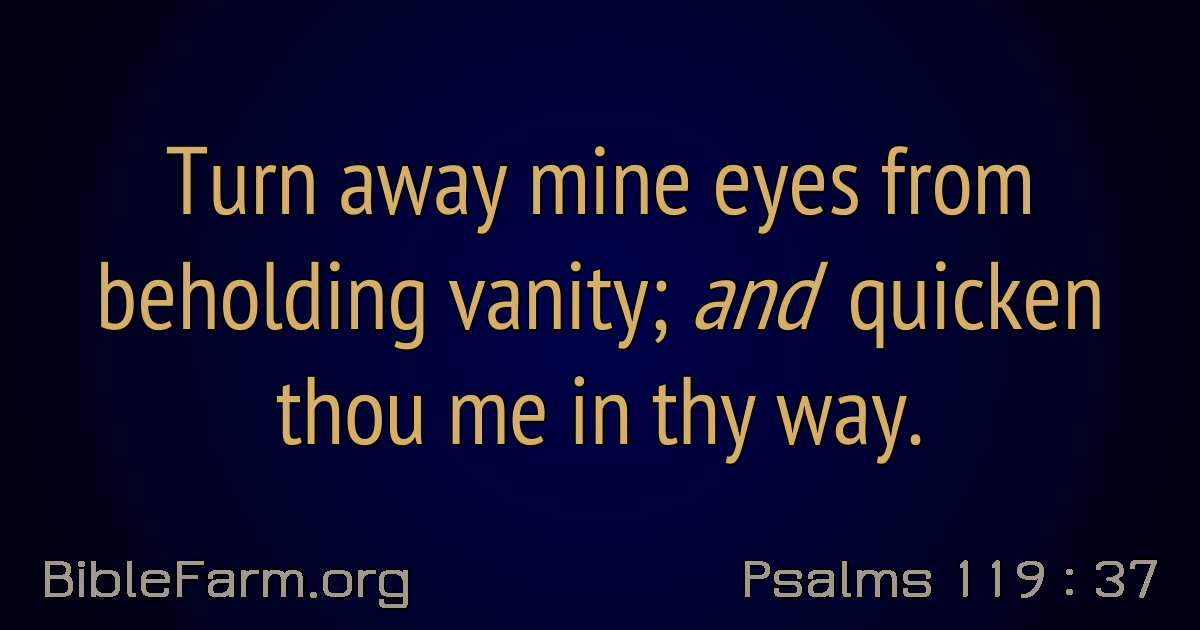 Turn away mine eyes from
beholding vanity; and quicken
thou me in thy way.
BibleFarm.org
Psalms 119 : 37